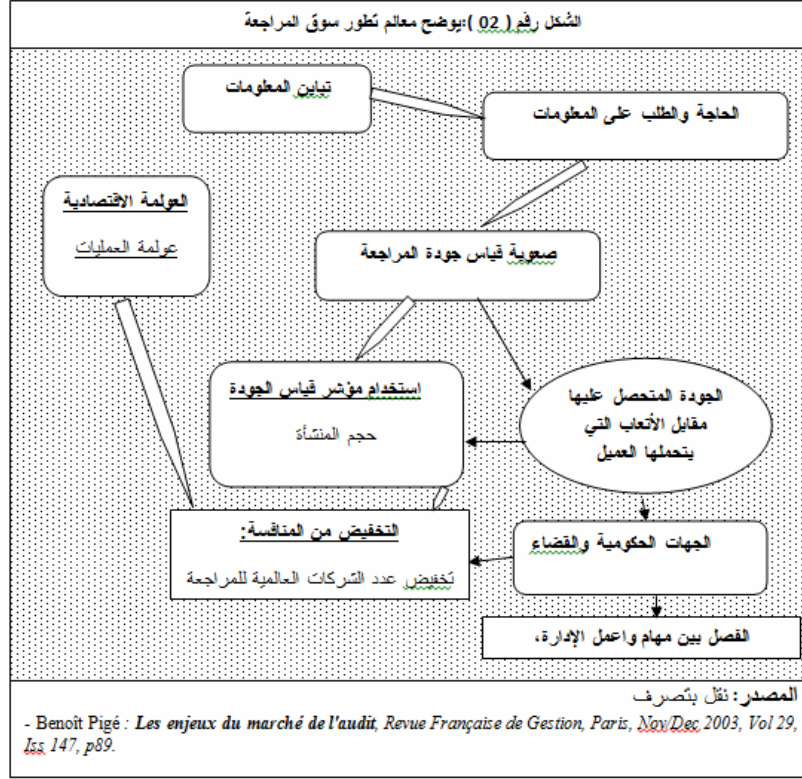 الشكل رقم( 02 ):يوضح معالم تطور سوق المراجعة
تباين المعلومات
الحاجة والطلب على المعلومات
العولمة الاقتصادية
عولمة العمليات
صعوبة قياس جودة المراجعة
استخدام مؤشر قياس الجودة
حجم المنشأة
الجودة المتحصل عليها
مقابل الأتعاب التي
يتحملها العميل
التخفيض من المنافسة:
تخفيض عدد الشركات العالمية للمراجعة
الجهات الحكومية والقضاء
الفصل بين مهام واعمل الإدارة،
المصدر: نقل بتصرف
- Benoît Pigé : Les enjeux du marché de l'audit, Revue Française de Gestion, Paris, Nov/Dec 2003, Vol 29,
Iss 147, p89.